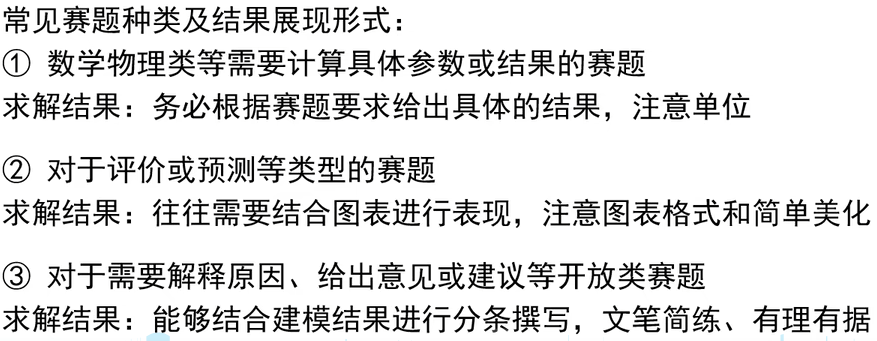 常见赛题种类及结果展现形式：
① 数学物理类等需要计算具体参数或结果的赛题
求解结果：务必根据赛题要求给出具体的结果，注意单位
② 对于评价或预测等类型的赛题
求解结果：往往需要结合图表进行表现，注意图表格式和简单美化
③ 对于需要解释原因、给出意见或建议等开放类赛题
求解结果：能够结合建模结果进行分条撰写，文笔简练、有理有据